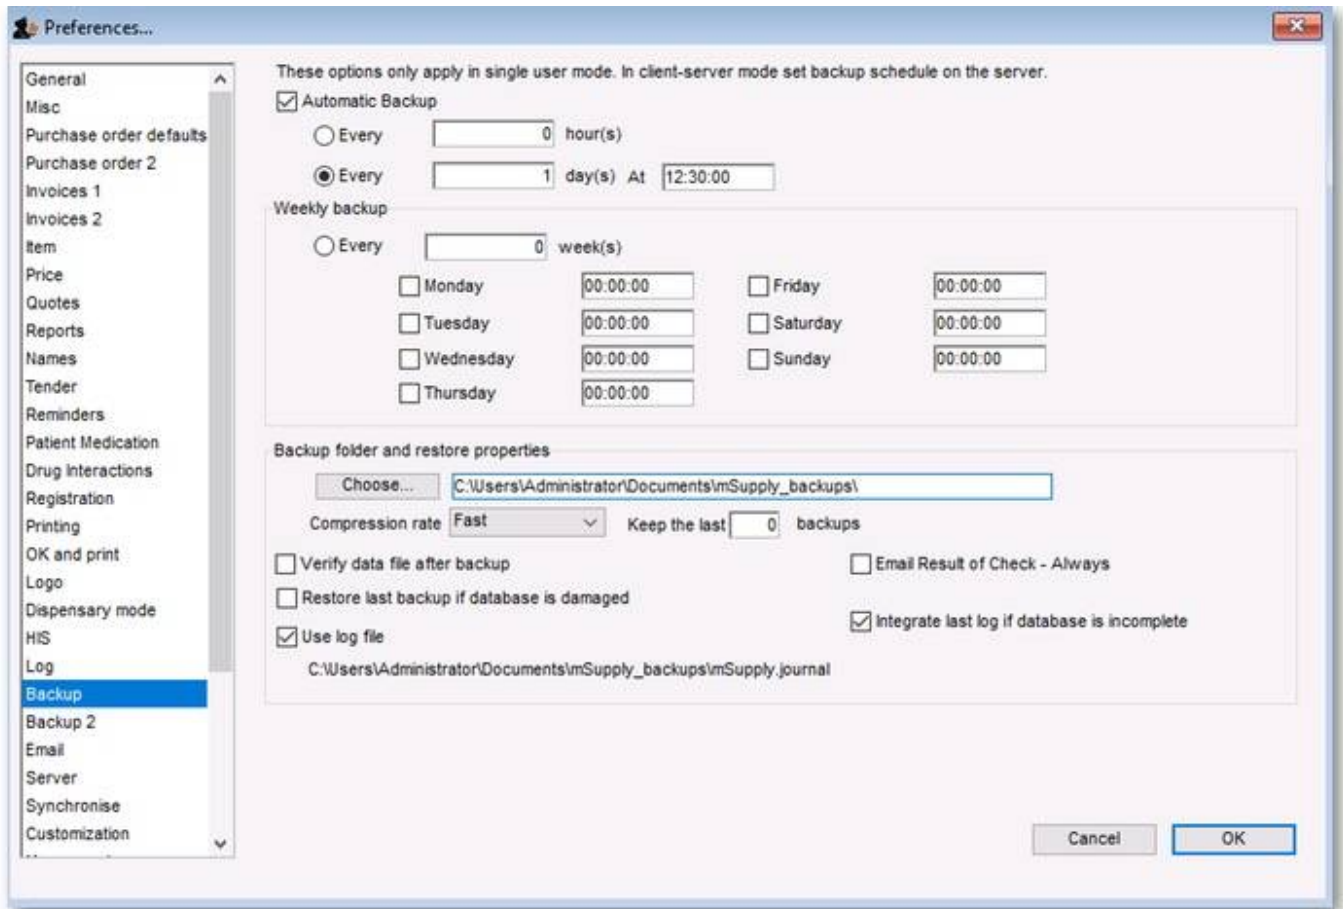 Preferences...
General
Misc
Purchase order defaults
Purchase order 2
Invoices 1
Invoices 2
Item
Price
Quotes
Reports
Names
Tender
Reminders
Patient Medication
Drug Interactions
Registration
Printing
OK and print
Logo
Dispensary mode
HIS
Log
Backup
Backup 2
Email
Server
Synchronise
Customization
These options only apply in single user mode. In client-server mode set backup schedule on the server.
Automatic Backup
Every 0 hour(s)
Every 1 day(s) At 12:30:00
Weekly backup
Every 0 week(s)
Monday 00:00:00 Friday 00:00:00
Tuesday 00:00:00 Saturday 00:00:00
Wednesday 00:00:00 Sunday 00:00:00
Thursday 00:00:00
Backup folder and restore properties
Choose... C:\Users\Administrator\Documents\mSupply_backups\
Compression rate Fast Keep the last 0 backups
Verify data file after backup Email Result of Check - Always
Restore last backup if database is damaged
Integrate last log if database is incomplete
Use log file
C:\Users\Administrator\Documents\mSupply_backups\mSupply.journal
Cancel OK